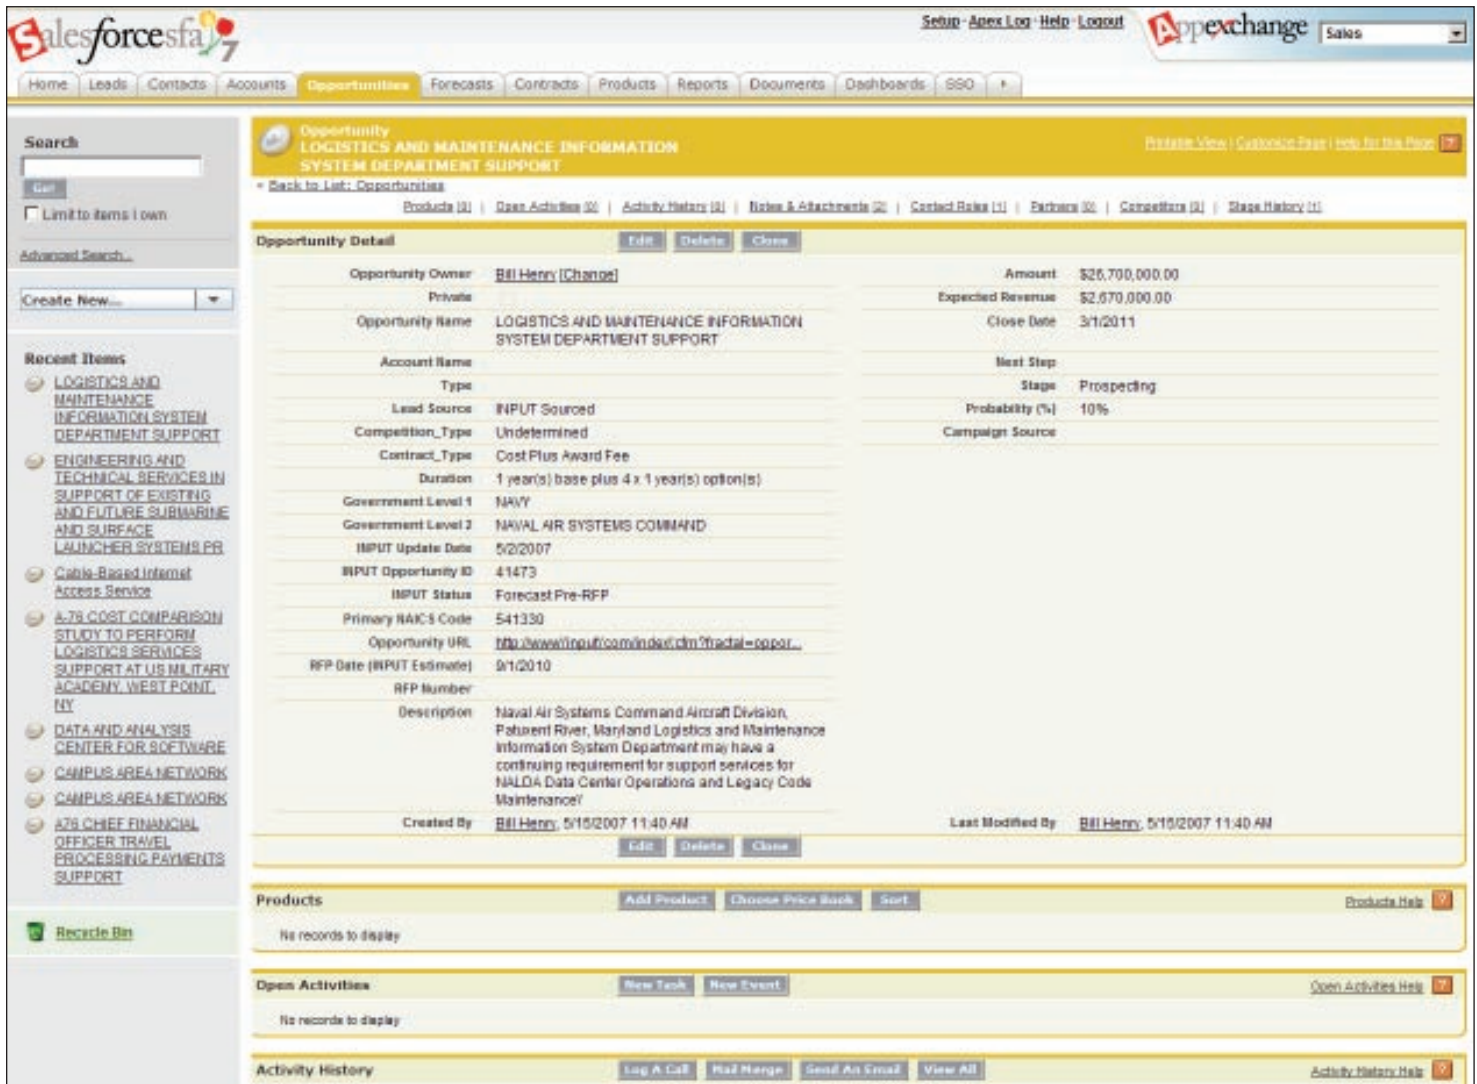 Salesforcesfa 7
Setup · Apex Log · Help · Logout
Appexchange
Sales
Home Leads Contacts Accounts Opportunities Forecasts Contracts Products Reports Documents Dashboards SSO
Search
Go!
Limit to items I own
Advanced Search...
Create New...
Recent Items
LOGISTICS AND
MAINTENANCE
INFORMATION SYSTEM
DEPARTMENT SUPPORT
ENGINEERING AND
TECHNICAL SERVICES IN
SUPPORT OF EXISTING
AND FUTURE SUBMARINE
AND SURFACE
LAUNCHER SYSTEMS PR
Cable-Based Internet
Access Service
A-76 COST COMPARISON
STUDY TO PERFORM
LOGISTICS SERVICES
SUPPORT AT US MILITARY
ACADEMY, WEST POINT,
NY
DATA AND ANALYSIS
CENTER FOR SOFTWARE
CAMPUS AREA NETWORK
CAMPUS AREA NETWORK
A76 CHIEF FINANCIAL
OFFICER TRAVEL
PROCESSING PAYMENTS
SUPPORT
Recycle Bin
Opportunity
LOGISTICS AND MAINTENANCE INFORMATION
SYSTEM DEPARTMENT SUPPORT
Printable View | Customize Page | Help for this Page ?
« Back to List: Opportunities
Products [0] | Open Activities [0] | Activity History [0] | Notes & Attachments [2] | Contact Roles [1] | Partners [0] | Competitors [0] | Stage History [1]
Opportunity Detail Edit Delete Clone
Opportunity Owner Bill Henry [Change] Amount $26,700,000.00
Private Expected Revenue $2,670,000.00
Opportunity Name LOGISTICS AND MAINTENANCE INFORMATION Close Date 3/1/2011
SYSTEM DEPARTMENT SUPPORT
Account Name Next Step
Type Stage Prospecting
Lead Source INPUT Sourced Probability (%) 10%
Competition_Type Undetermined Campaign Source
Contract_Type Cost Plus Award Fee
Duration 1 year(s) base plus 4 x 1 year(s) option(s)
Government Level 1 NAVY
Government Level 2 NAVAL AIR SYSTEMS COMMAND
INPUT Update Date 5/2/2007
INPUT Opportunity ID 41473
INPUT Status Forecast Pre-RFP
Primary NAICS Code 541330
Opportunity URL http://www\input/com/index\cfm?fractal=oppor...
RFP Date (INPUT Estimate) 9/1/2010
RFP Number
Description Naval Air Systems Command Aircraft Division,
Patuxent River, Maryland Logistics and Maintenance
Information System Department may have a
continuing requirement for support services for
NALDA Data Center Operations and Legacy Code
Maintenance\'
Created By Bill Henry, 5/15/2007 11:40 AM Last Modified By Bill Henry, 5/15/2007 11:40 AM
Edit Delete Clone
Products Add Product Choose Price Book Sort Products Help ?
No records to display
Open Activities New Task New Event Open Activities Help ?
No records to display
Activity History Log A Call Mail Merge Send An Email View All Activity History Help ?